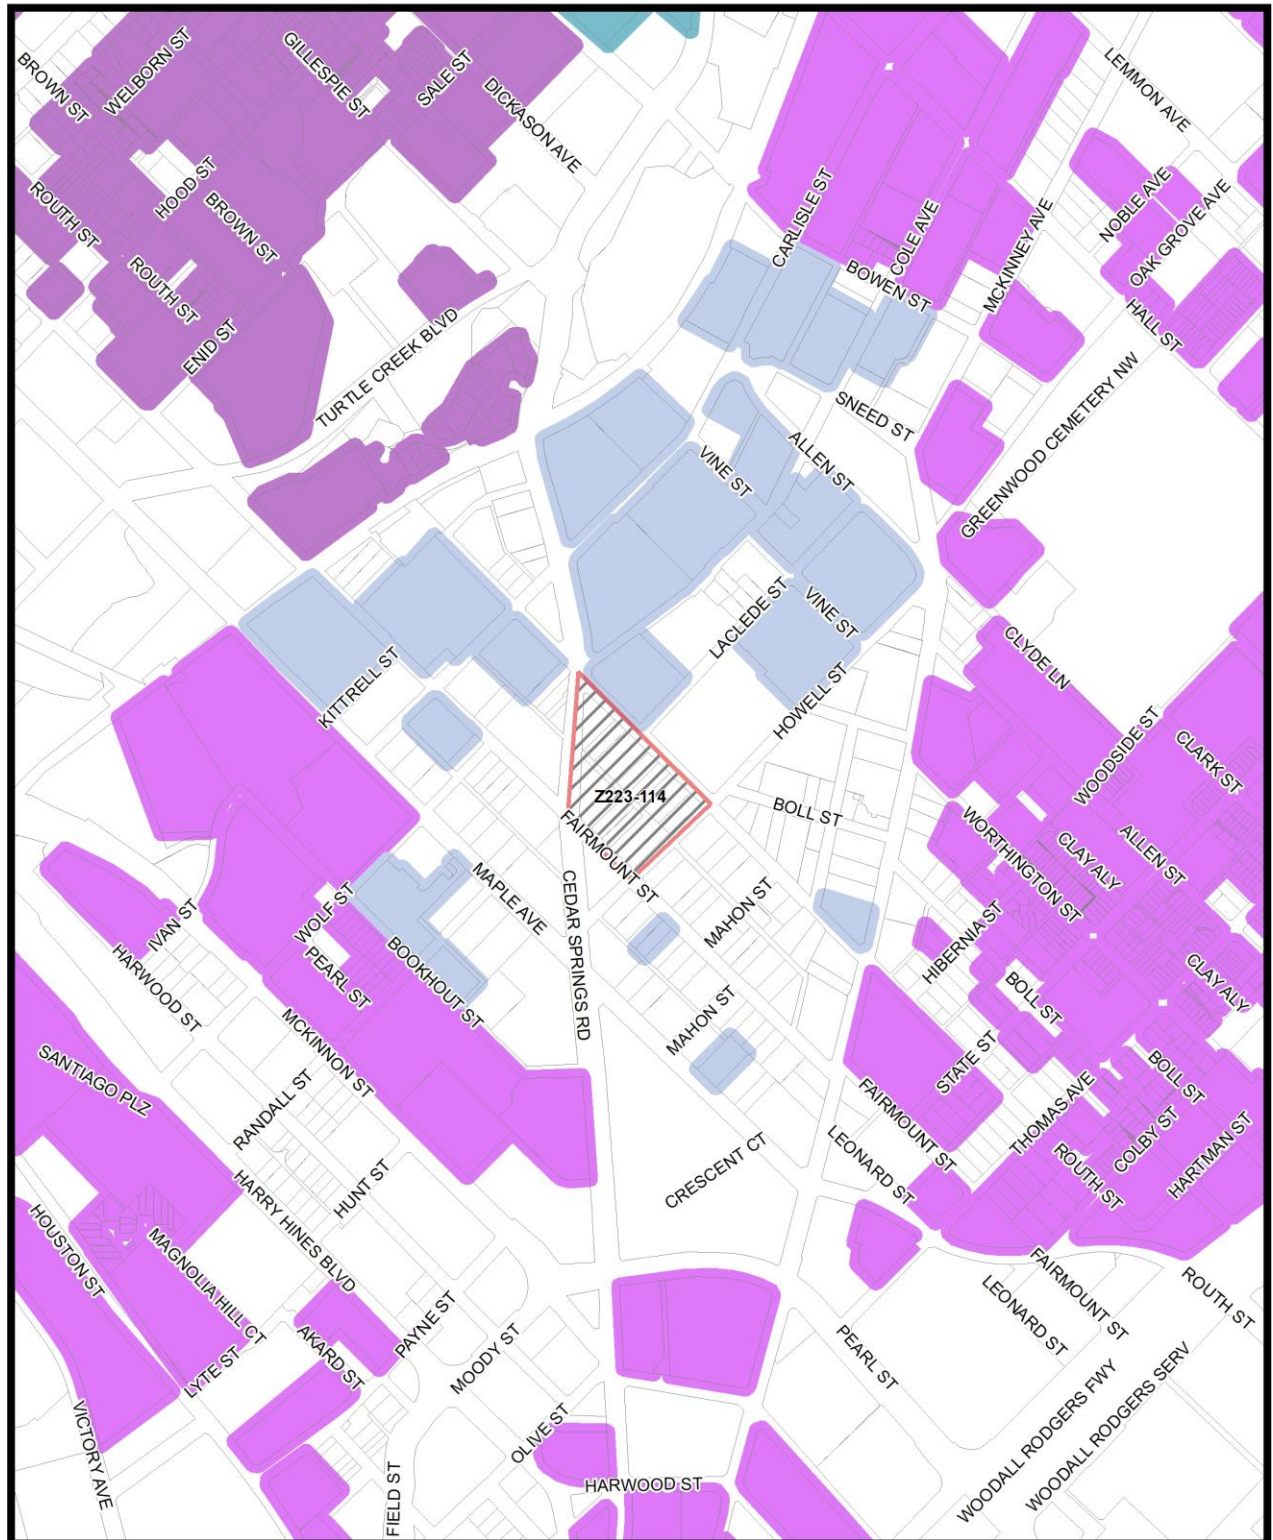 BROWN ST
WELBORN ST
GILLESPIE ST
SALE ST
DICKASON AVE
LEMMON AVE
ROUTH ST
HOOD ST
BROWN ST
CARLISLE ST
COLE AVE
MCKINNEY AVE
NOBLE AVE
OAK GROVE AVE
ROUTH ST
BOWEN ST
HALL ST
ENID ST
TURTLE CREEK BLVD
SNEED ST
GREENWOOD CEMETERY NW
VINE ST
ALLEN ST
LACLEDE ST
VINE ST
CLYDE LN
KITTRELL ST
HOWELL ST
WOODSIDE ST
CLARK ST
Z223-114
BOLL ST
FAIRMOUNT ST
WORTHINGTON ST
CLAY ALY
ALLEN ST
MAPLE AVE
CEDAR SPRINGS RD
MAHON ST
IVAN ST
WOLF ST
PEARL ST
BOOKHOUT ST
HIBERNIA ST
CLAY ALY
HARWOOD ST
BOLL ST
MCKINNON ST
MAHON ST
STATE ST
SANTIAGO PLZ
RANDALL ST
FAIRMOUNT ST
THOMAS AVE
BOLL ST
COLBY ST
HARTMAN ST
CRESCENT CT
LEONARD ST
ROUTH ST
HUNT ST
HARRY HINES BLVD
HOUSTON ST
MAGNOLIA HILL CT
FAIRMOUNT ST
LEONARD ST
ROUTH ST
PAYNE ST
AKARD ST
LYTE ST
MOODY ST
PEARL ST
VICTORY AVE
OLIVE ST
WOODALL RODGERS FWY
WOODALL RODGERS SERV
FIELD ST
HARWOOD ST